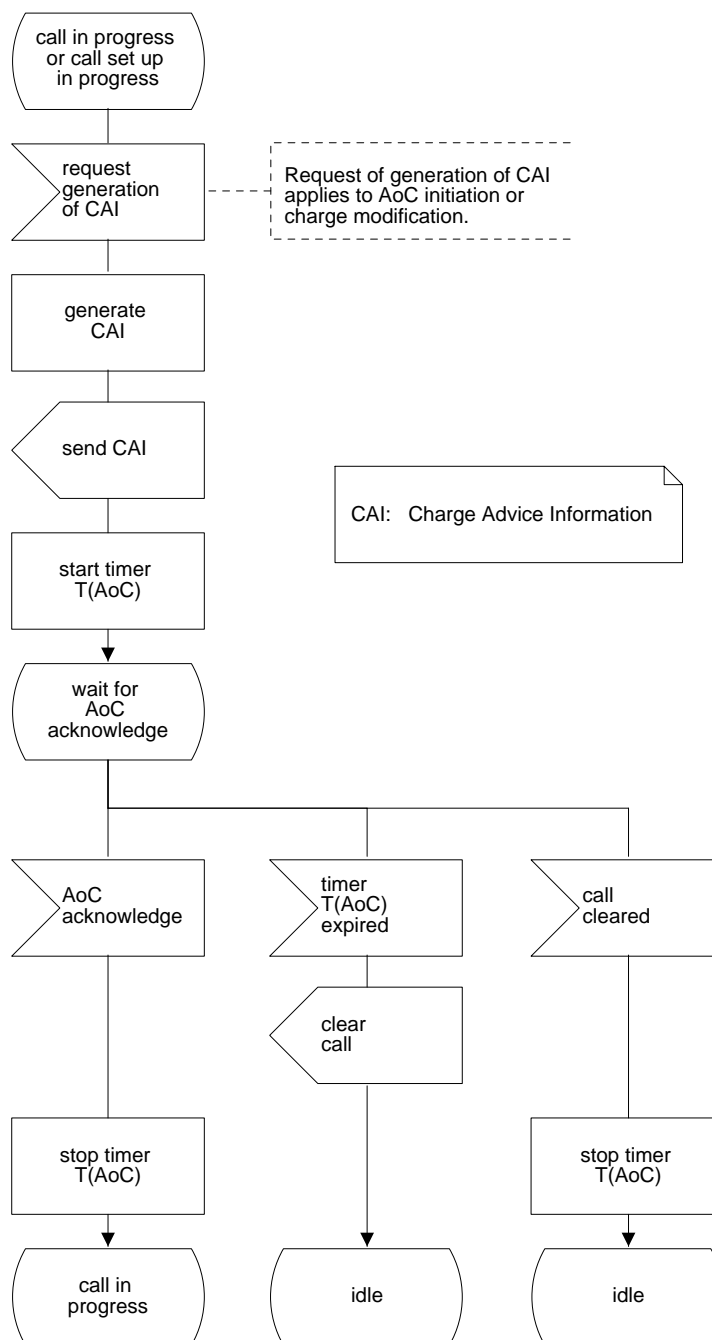 call in progress
or call set up
in progress
request
generation
of CAI
Request of generation of CAI
applies to AoC initiation or
charge modification.
generate
CAI
send CAI
CAI: Charge Advice Information
start timer
T(AoC)
wait for
AoC
acknowledge
AoC
acknowledge
timer
T(AoC)
expired
call
cleared
clear
call
stop timer
T(AoC)
stop timer
T(AoC)
call in
progress
idle
idle